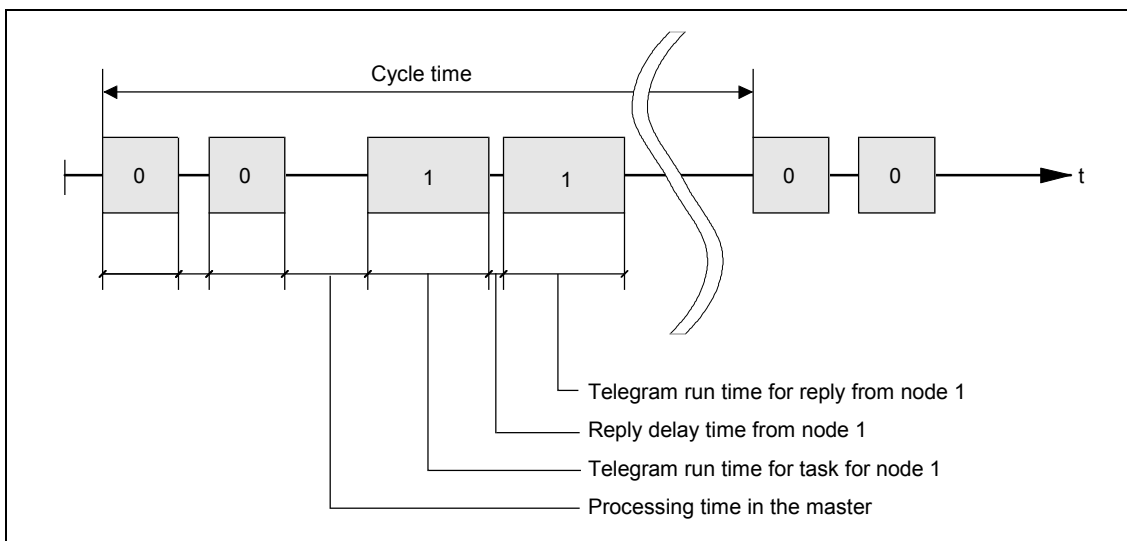 Cycle time
0
0
1
1
0
0
t
Telegram run time for reply from node 1
Reply delay time from node 1
Telegram run time for task for node 1
Processing time in the master